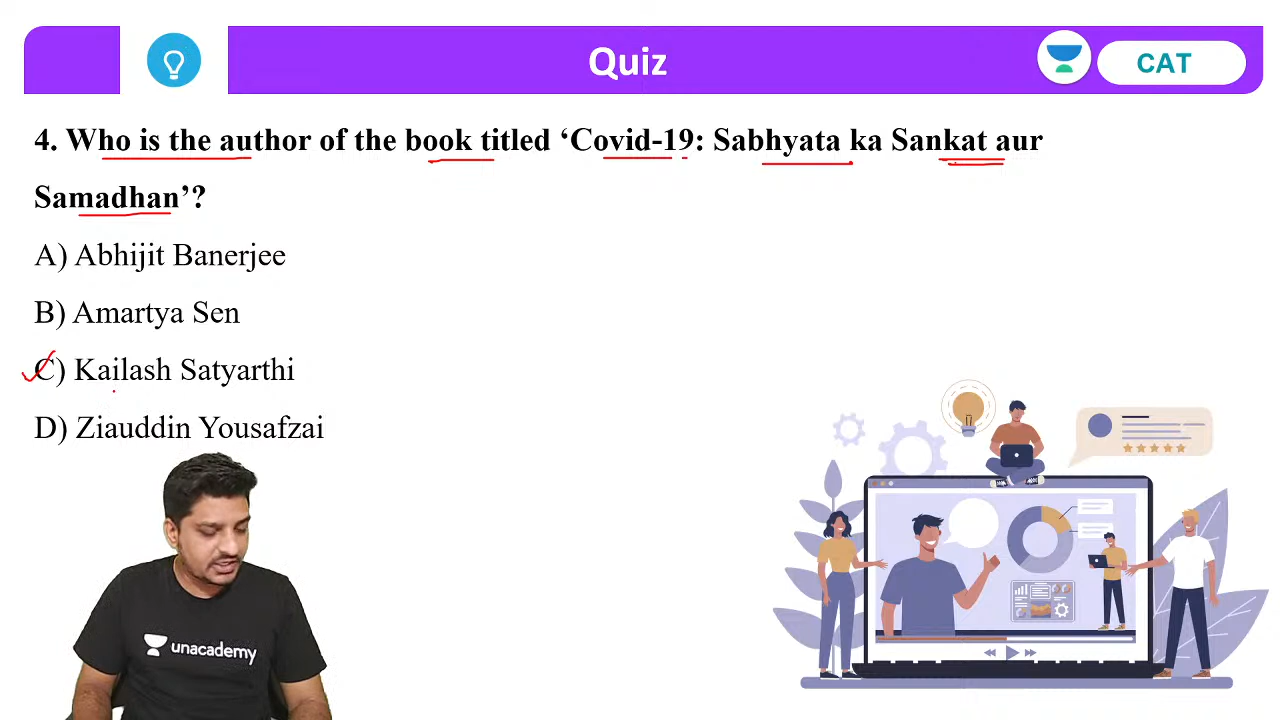 Quiz
CAT
4. Who is the author of the book titled ‘Covid-19: Sabhyata ka Sankat aur
Samadhan’?
A) Abhijit Banerjee
B) Amartya Sen
C) Kailash Satyarthi
D) Ziauddin Yousafzai
unacademy